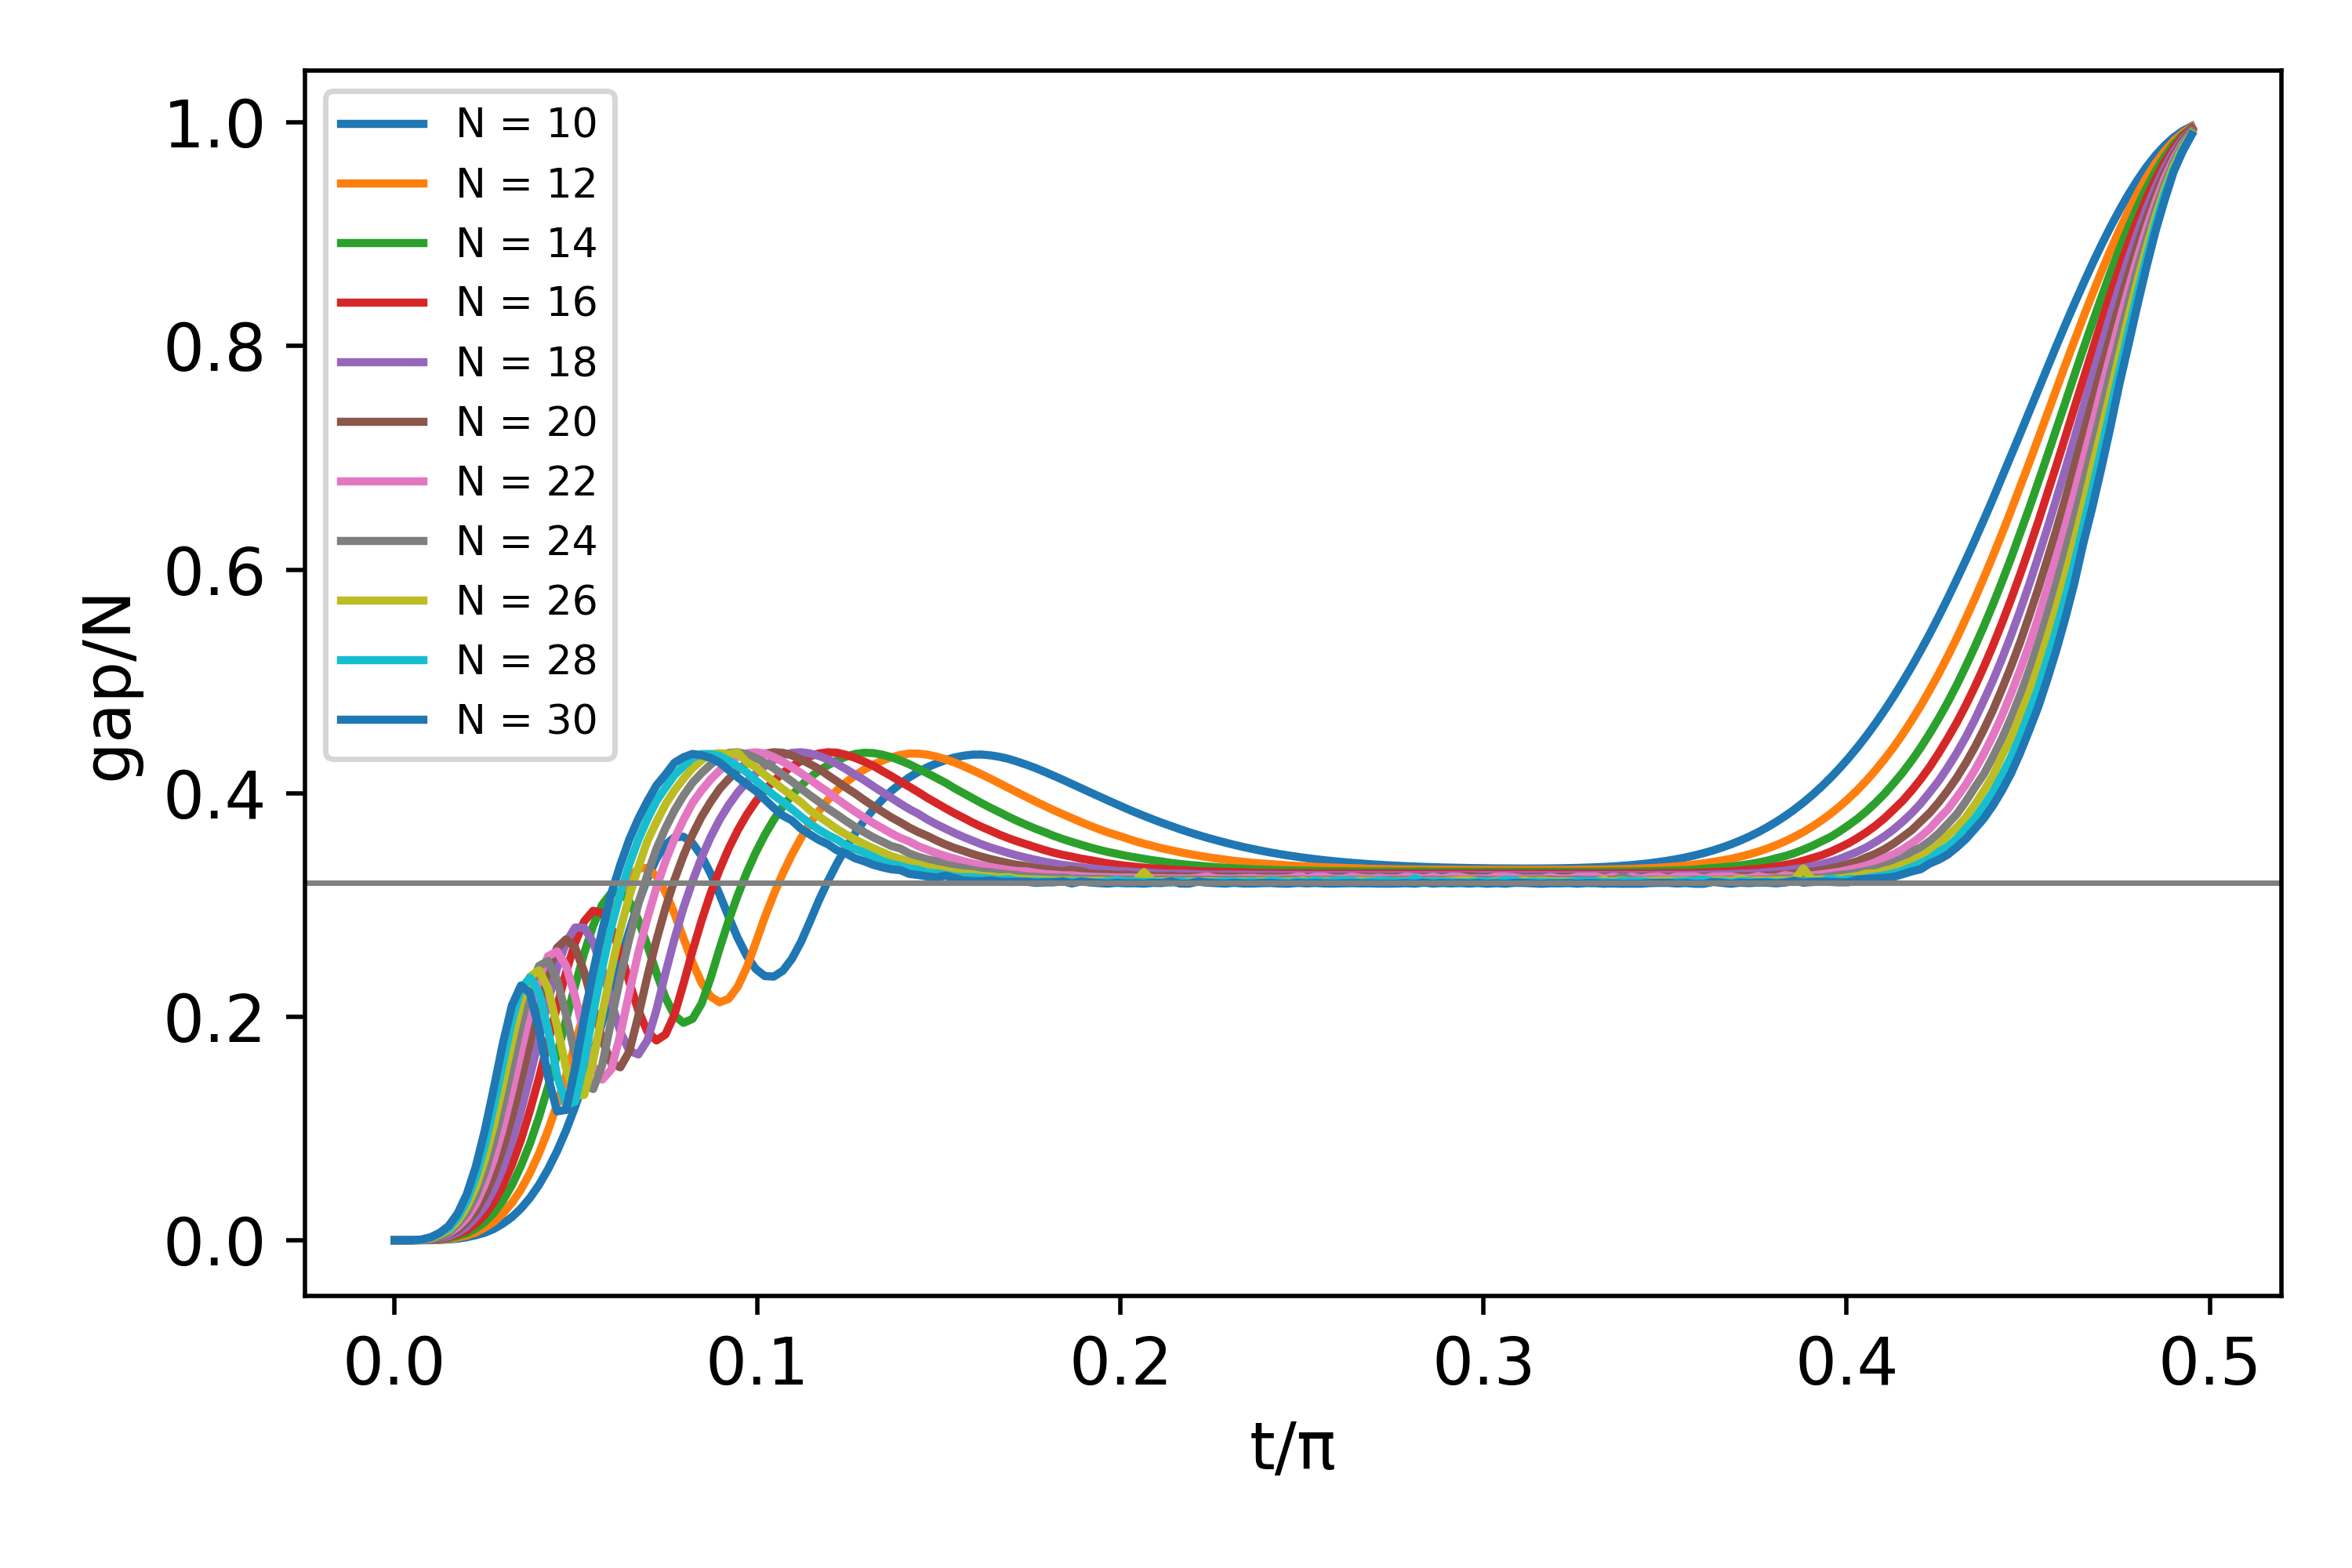 1.0
0.8
0.6
0.4
0.2
0.0
gap/N
N = 10
N = 12
N = 14
N = 16
N = 18
N = 20
N = 22
N = 24
N = 26
N = 28
N = 30
0.0 0.1 0.2 0.3 0.4 0.5
t/π